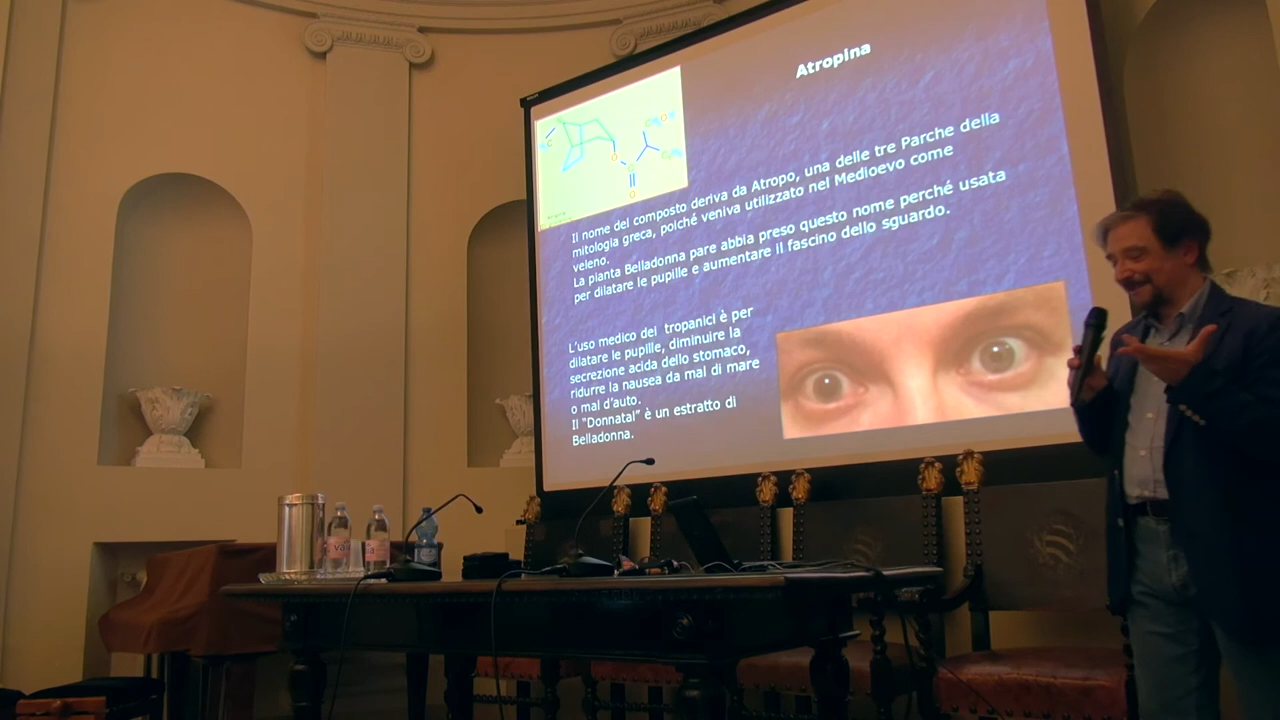 Atropina
Il nome del composto deriva da Atropo, una delle tre Parche della
mitologia greca, poiché veniva utilizzato nel Medioevo come
veleno.
La pianta Belladonna pare abbia preso questo nome perché usata
per dilatare le pupille e aumentare il fascino dello sguardo.
L'uso medico dei tropanici è per
dilatare le pupille, diminuire la
secrezione acida dello stomaco,
ridurre la nausea da mal di mare
o mal d'auto.
Il "Donnatal" è un estratto di
Belladonna.